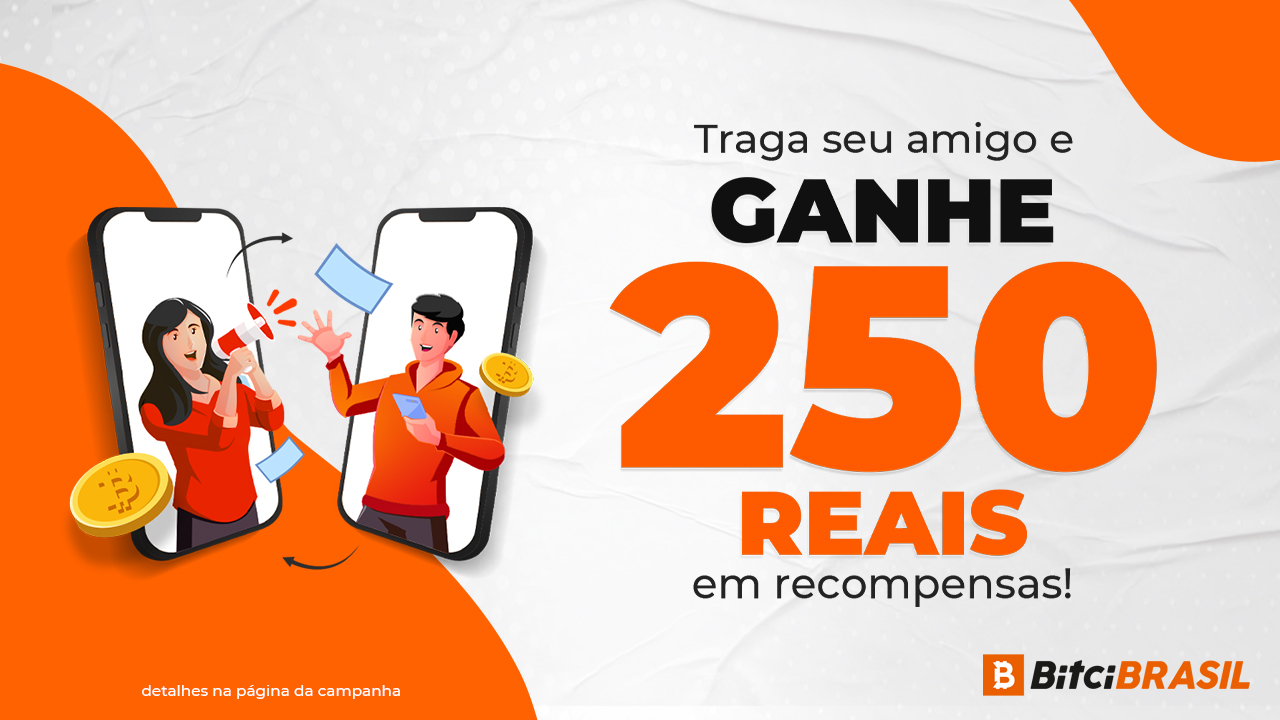 Traga seu amigo e
GANHE
250
REAIS
em recompensas!
detalhes na página da campanha
BitciBRASIL